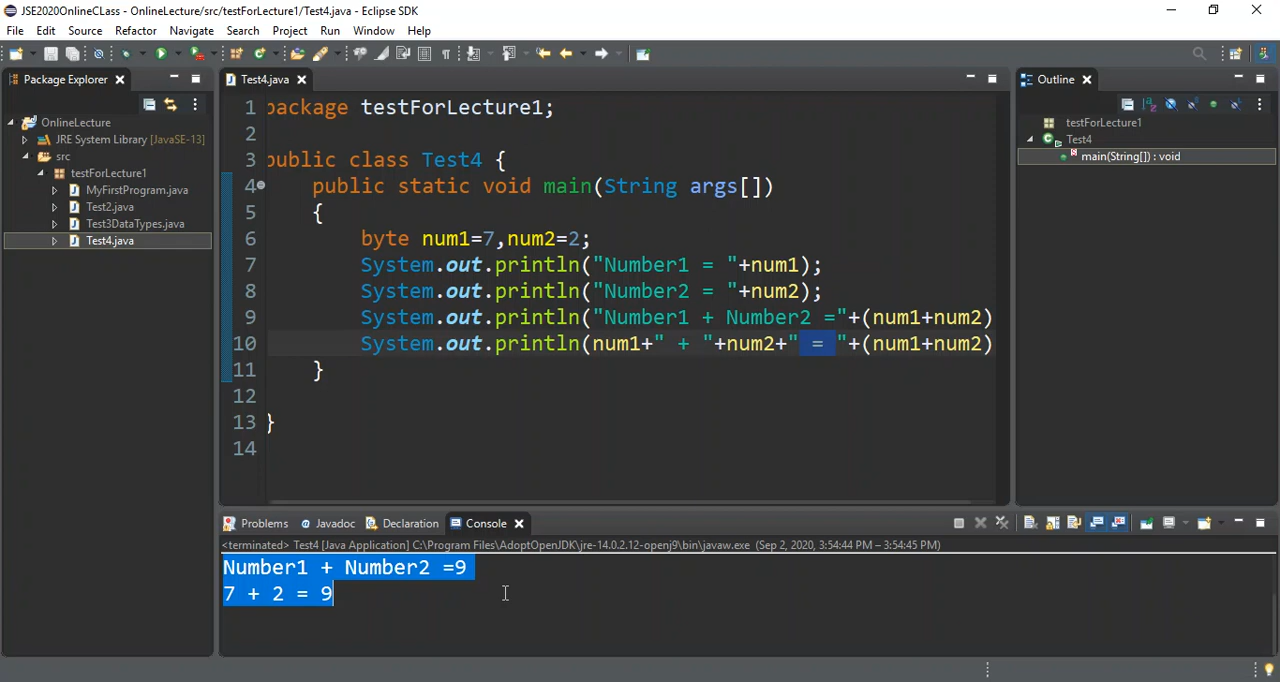 JSE2020OnlineCLass - OnlineLecture/src/testForLecture1/Test4.java - Eclipse SDK
File Edit Source Refactor Navigate Search Project Run Window Help
Package Explorer
OnlineLecture
JRE System Library [JavaSE-13]
src
testForLecture1
MyFirstProgram.java
Test2.java
Test3DataTypes.java
Test4.java
Test4.java
1 package testForLecture1;
2
3 public class Test4 {
4 public static void main(String args[])
5 {
6 byte num1=7,num2=2;
7 System.out.println("Number1 = "+num1);
8 System.out.println("Number2 = "+num2);
9 System.out.println("Number1 + Number2 ="+(num1+num2)
10 System.out.println(num1+" + "+num2+" = "+(num1+num2)
11 }
12
13 }
14
Outline
testForLecture1
Test4
main(String[]) : void
Problems Javadoc Declaration Console
<terminated> Test4 [Java Application] C:\Program Files\AdoptOpenJDK\jre-14.0.2.12-openj9\bin\javaw.exe (Sep 2, 2020, 3:54:44 PM – 3:54:45 PM)
Number1 + Number2 =9
7 + 2 = 9